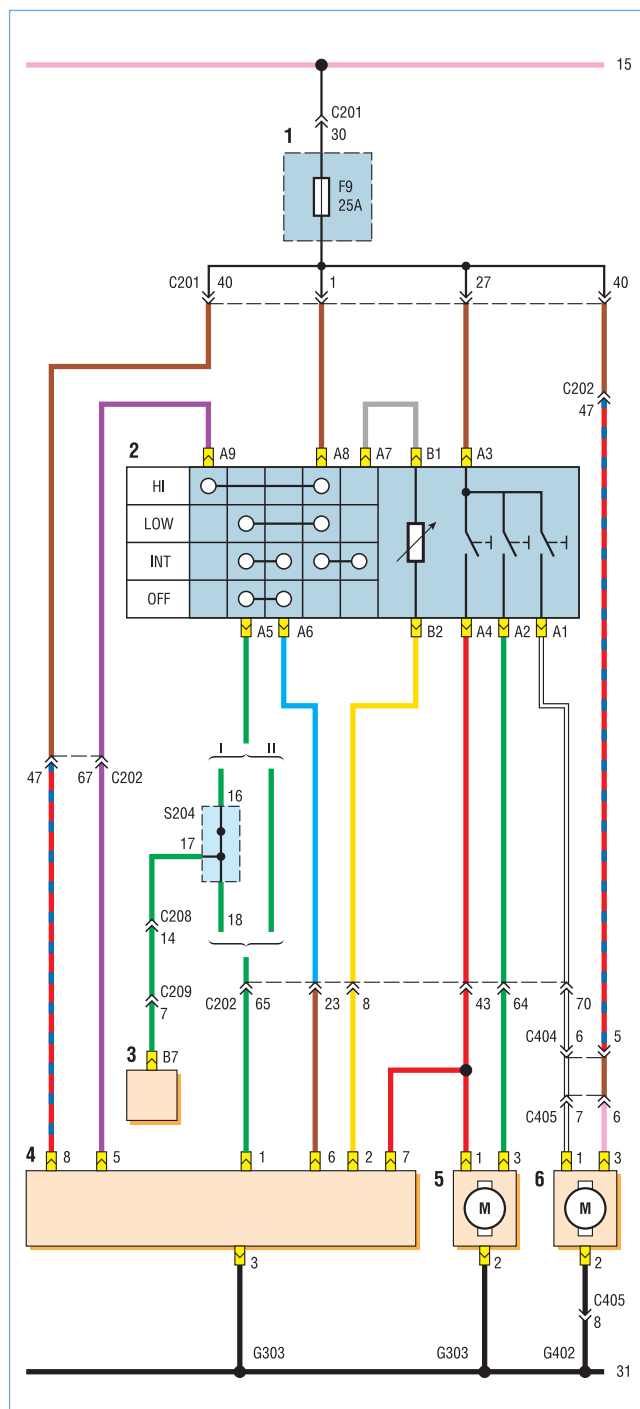 15
C201
1
30
F9
25A
C201 40
1
27
40
C202
47
A9
A8
A7
B1
A3
2
HI
LOW
INT
OFF
A5
A6
B2
A4
A2
A1
I
II
47
67
C202
16
S204
17
18
C208
14
C209
7
C202
65
23
8
43
64
70
C404
6
5
3
B7
C405
7
6
4
8
5
1
6
2
7
5
1
3
6
1
3
M
M
3
2
2
C405
8
G303
G303
G402
31